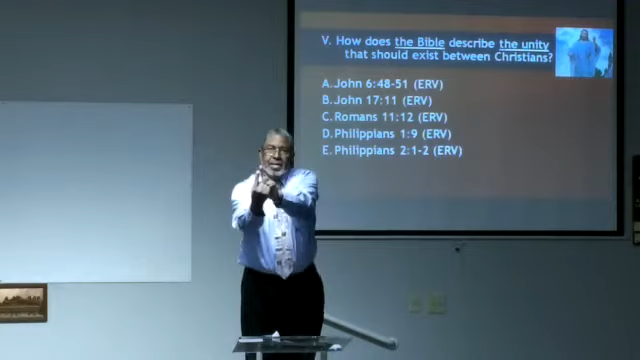 V. How does the Bible describe the unity
that should exist between Christians?
A. John 6:48-51 (ERV)
B. John 17:11 (ERV)
C. Romans 11:12 (ERV)
D. Philippians 1:9 (ERV)
E. Philippians 2:1-2 (ERV)